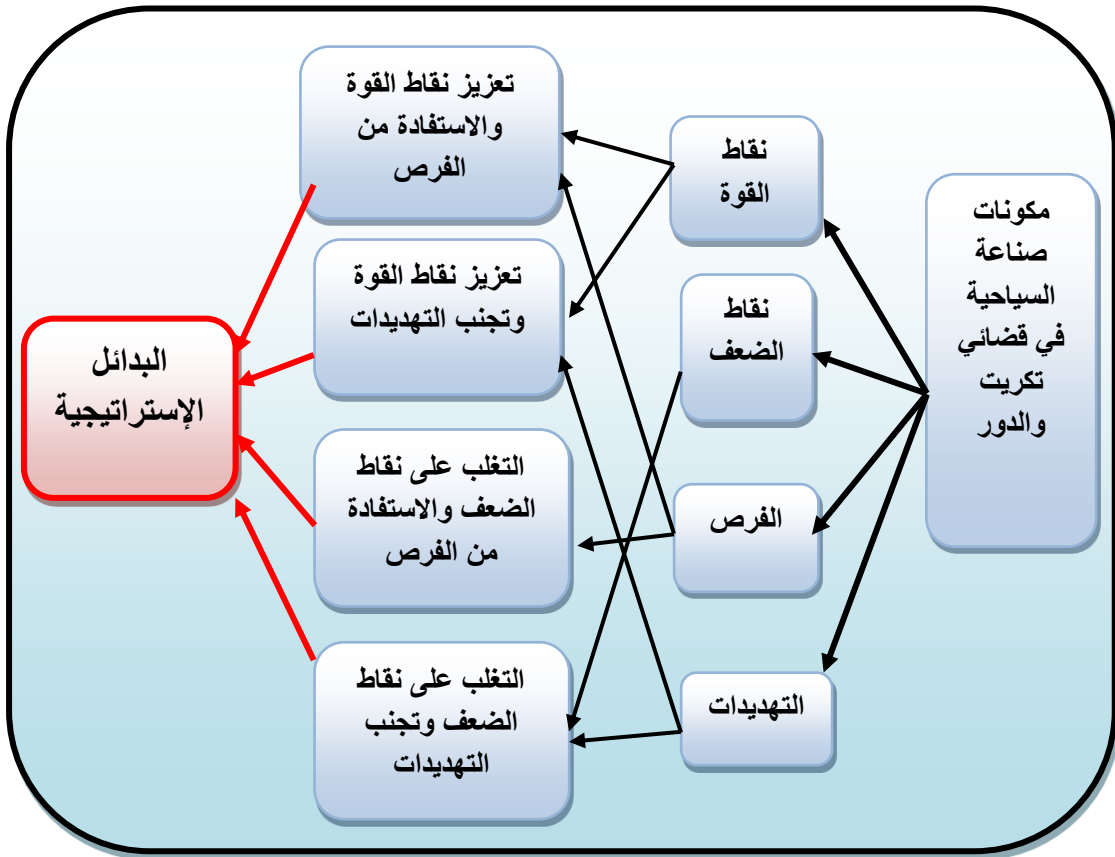 مكونات
صناعة
السياحية
في قضائي
تكريت
والدور
نقاط
القوة
نقاط
الضعف
الفرص
التهديدات
تعزيز نقاط القوة
والاستفادة من
الفرص
تعزيز نقاط القوة
وتجنب التهديدات
التغلب على نقاط
الضعف والاستفادة
من الفرص
التغلب على نقاط
الضعف وتجنب
التهديدات
البدائل
الإستراتيجية